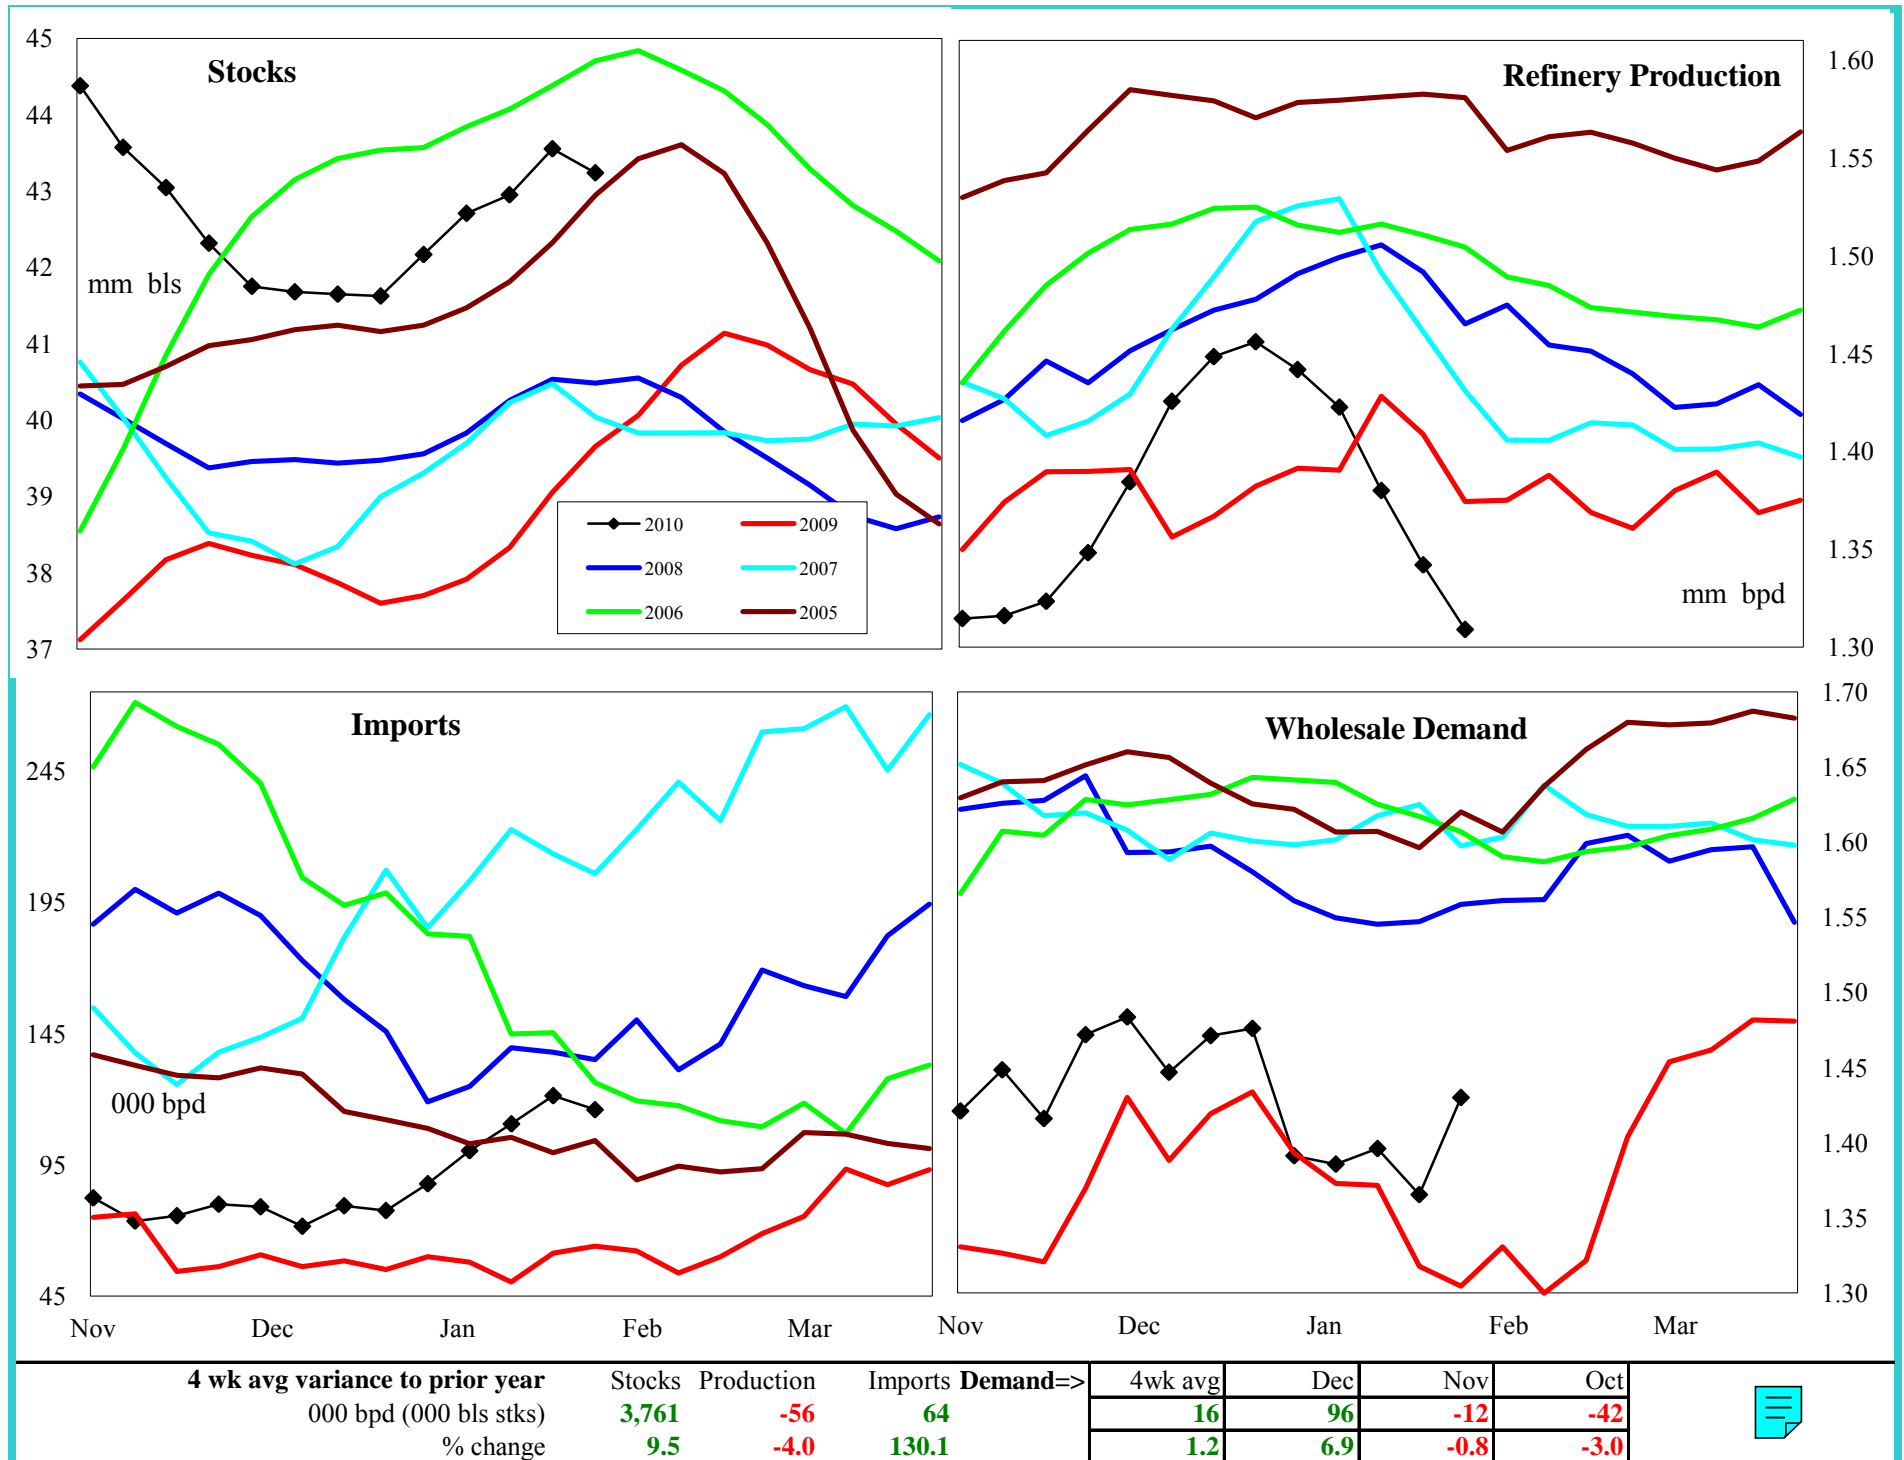 Stocks
45
44
43
42
41
40
39
38
37
mm bls
2010 2009
2008 2007
2006 2005
Refinery Production
1.60
1.55
1.50
1.45
1.40
1.35
1.30
mm bpd
Imports
245
195
145
95
45
000 bpd
Nov Dec Jan Feb Mar
Wholesale Demand
1.70
1.65
1.60
1.55
1.50
1.45
1.40
1.35
1.30
Nov Dec Jan Feb Mar
4 wk avg variance to prior year Stocks Production Imports Demand=> 4wk avg Dec Nov Oct
000 bpd (000 bls stks) 3,761 -56 64 16 96 -12 -42
% change 9.5 -4.0 130.1 1.2 6.9 -0.8 -3.0